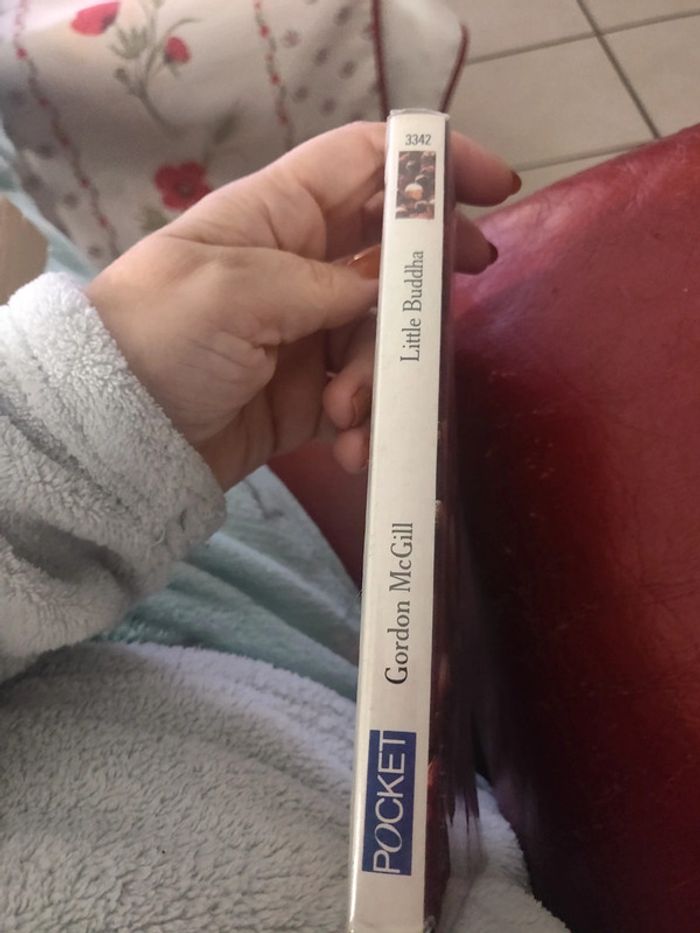 3342
Little Buddha
Gordon McGill
POCKET